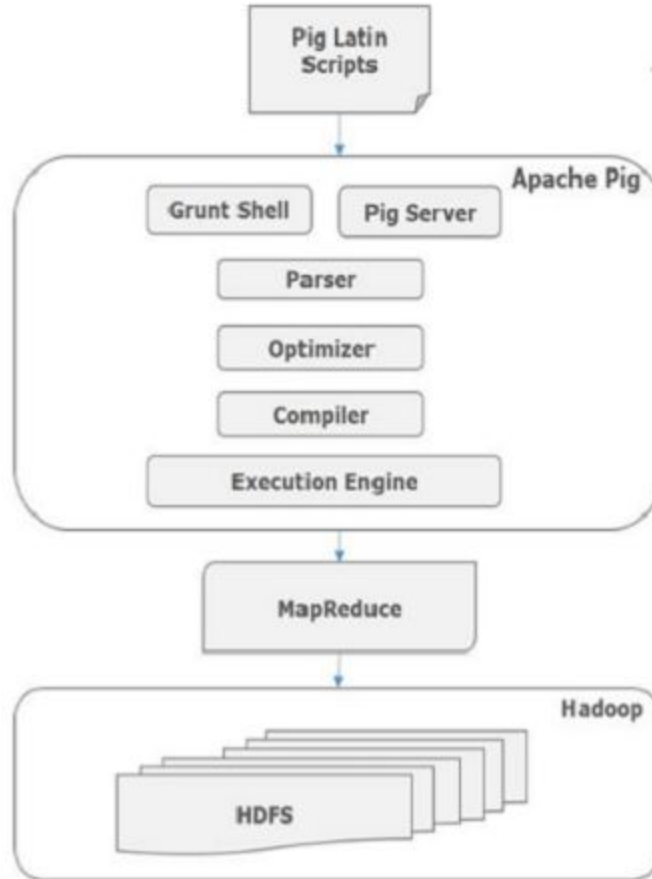 Pig Latin
Scripts
Apache Pig
Grunt Shell
Pig Server
Parser
Optimizer
Compiler
Execution Engine
MapReduce
Hadoop
HDFS